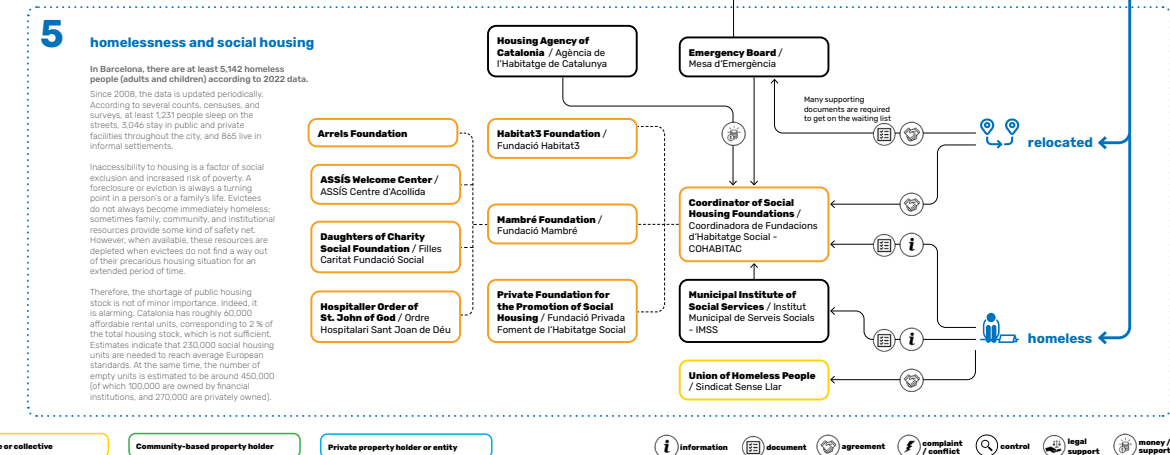 5
homelessness and social housing
In Barcelona, there are at least 5,142 homeless
people (adults and children) according to 2022 data.
Since 2008, the data is updated periodically.
According to several counts, censuses, and
surveys, at least 1,231 people sleep on the
streets, 3,046 stay in public and private
facilities throughout the city, and 865 live in
informal settlements.
Inaccessibility to housing is a factor of social
exclusion and increased risk of poverty. A
foreclosure or eviction is always a turning
point in a person's or a family's life. Evictees
do not always become immediately homeless;
sometimes family, community, and institutional
resources provide some kind of safety net.
However, when available, these resources are
depleted when evictees do not find a way out
of their precarious housing situation for an
extended period of time.
Therefore, the shortage of public housing
stock is not of minor importance. Indeed, it
is alarming. Catalonia has roughly 60,000
affordable rental units, corresponding to 2 % of
the total housing stock, which is not sufficient.
Estimates indicate that 230,000 social housing
units are needed to reach average European
standards. At the same time, the number of
empty units is estimated to be around 450,000
(of which 100,000 are owned by financial
institutions, and 270,000 are privately owned).
Arrels Foundation
ASSÍS Welcome Center /
ASSÍS Centre d'Acollida
Daughters of Charity
Social Foundation / Filles
Caritat Fundació Social
Hospitaller Order of
St. John of God / Ordre
Hospitalari Sant Joan de Déu
Housing Agency of
Catalonia / Agència de
l'Habitatge de Catalunya
Habitat3 Foundation /
Fundació Habitat3
Mambré Foundation /
Fundació Mambré
Private Foundation for
the Promotion of Social
Housing / Fundació Privada
Foment de l'Habitatge Social
Emergency Board /
Mesa d'Emergència
Coordinator of Social
Housing Foundations /
Coordinadora de Fundacions
d'Habitatge Social -
COHABITAC
Municipal Institute of
Social Services / Institut
Municipal de Serveis Socials
- IMSS
Union of Homeless People
/ Sindicat Sense Llar
Many supporting
documents are required
to get on the waiting list
relocated
i
i
homeless
e or collective
Community-based property holder
Private property holder or entity
i information
document
agreement
complaint
/ conflict
control
legal
support
money /
support